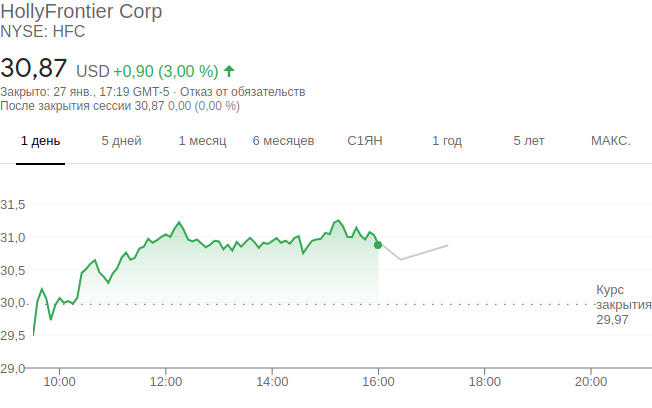 HollyFrontier Corp
NYSE: HFC
30,87 USD +0,90 (3,00 %)
Закрыто: 27 янв., 17:19 GMT-5 · Отказ от обязательств
После закрытия сессии 30,87 0,00 (0,00 %)
1 день 5 дней 1 месяц 6 месяцев С1ЯН 1 год 5 лет МАКС.
31,5
31,0
30,5
30,0
29,5
29,0
Курс
закрытия
29,97
10:00 12:00 14:00 16:00 18:00 20:00